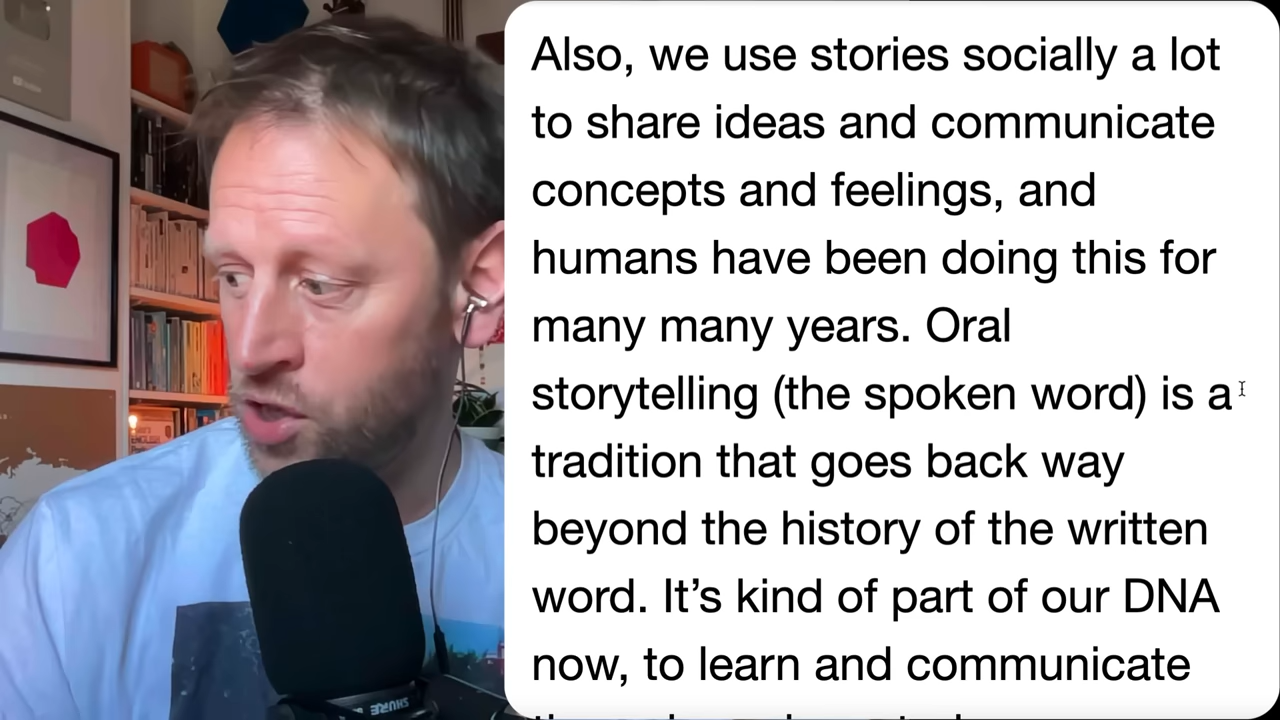 Also, we use stories socially a lot
to share ideas and communicate
concepts and feelings, and
humans have been doing this for
many many years. Oral
storytelling (the spoken word) is a
tradition that goes back way
beyond the history of the written
word. It’s kind of part of our DNA
now, to learn and communicate
SHURE